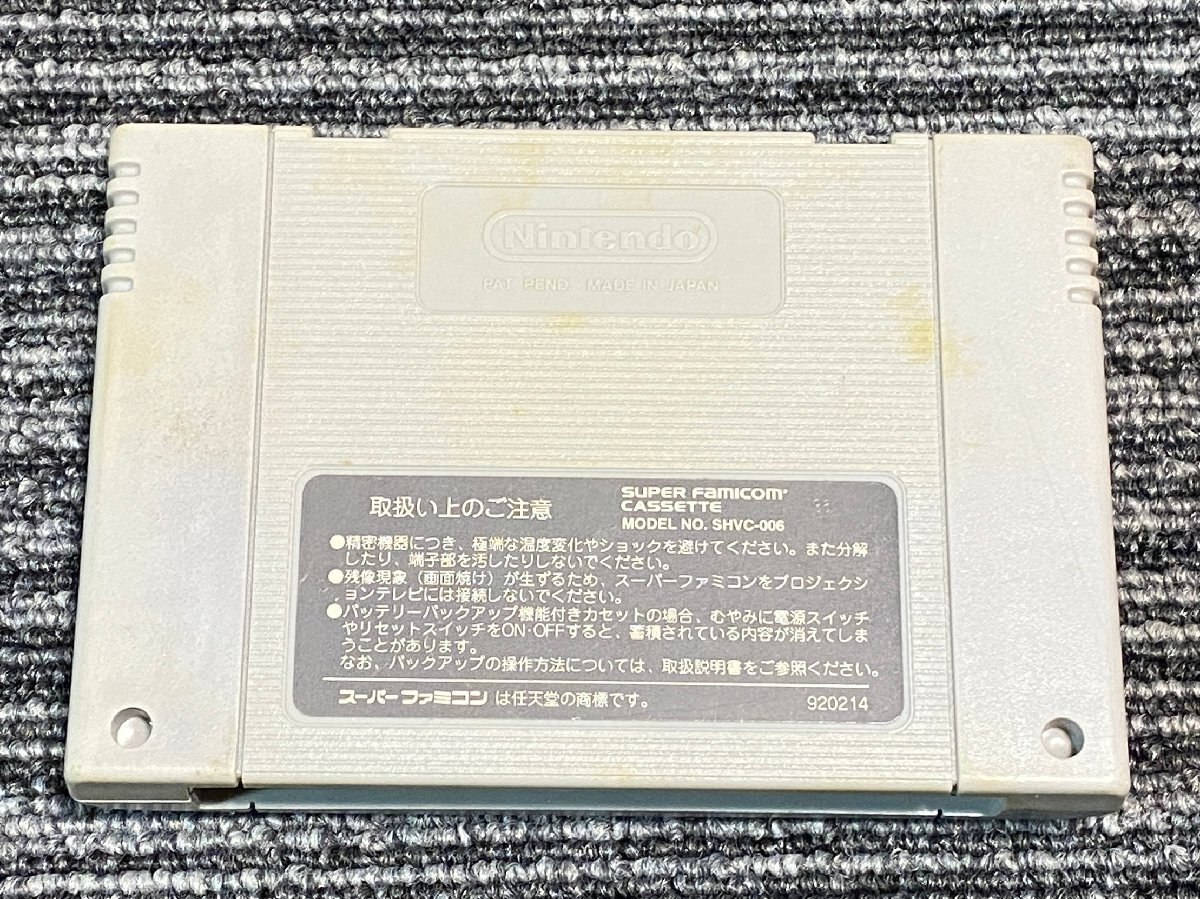 Nintendo
PAT. PEND. MADE IN JAPAN
取扱い上のご注意
SUPER Famicom
CASSETTE
MODEL NO. SHVC-006
●精密機器につき、極端な温度変化やショックを避けてください。また分解
したり、端子部を汚したりしないでください。
●残像現象(画面焼け)が生ずるため、スーパーファミコンをプロジェクシ
ョンテレビには接続しないでください。
●バッテリーバックアップ機能付きカセットの場合、むやみに電源スイッチ
やリセットスイッチをON·OFFすると、蓄積されている内容が消えてしま
うことがあります。
なお、バックアップの操作方法については、取扱説明書をご参照ください。
スーパーファミコンは任天堂の商標です。
920214